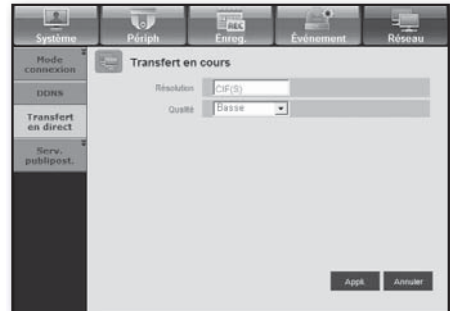 Système
Périph
Enreg.
Événement
Réseau
REC
Mode
connexion
DDNS
Transfert
en direct
Serv.
publipost.
Transfert en cours
Résolution CIF(S)
Qualité Basse
Appl. Annuler